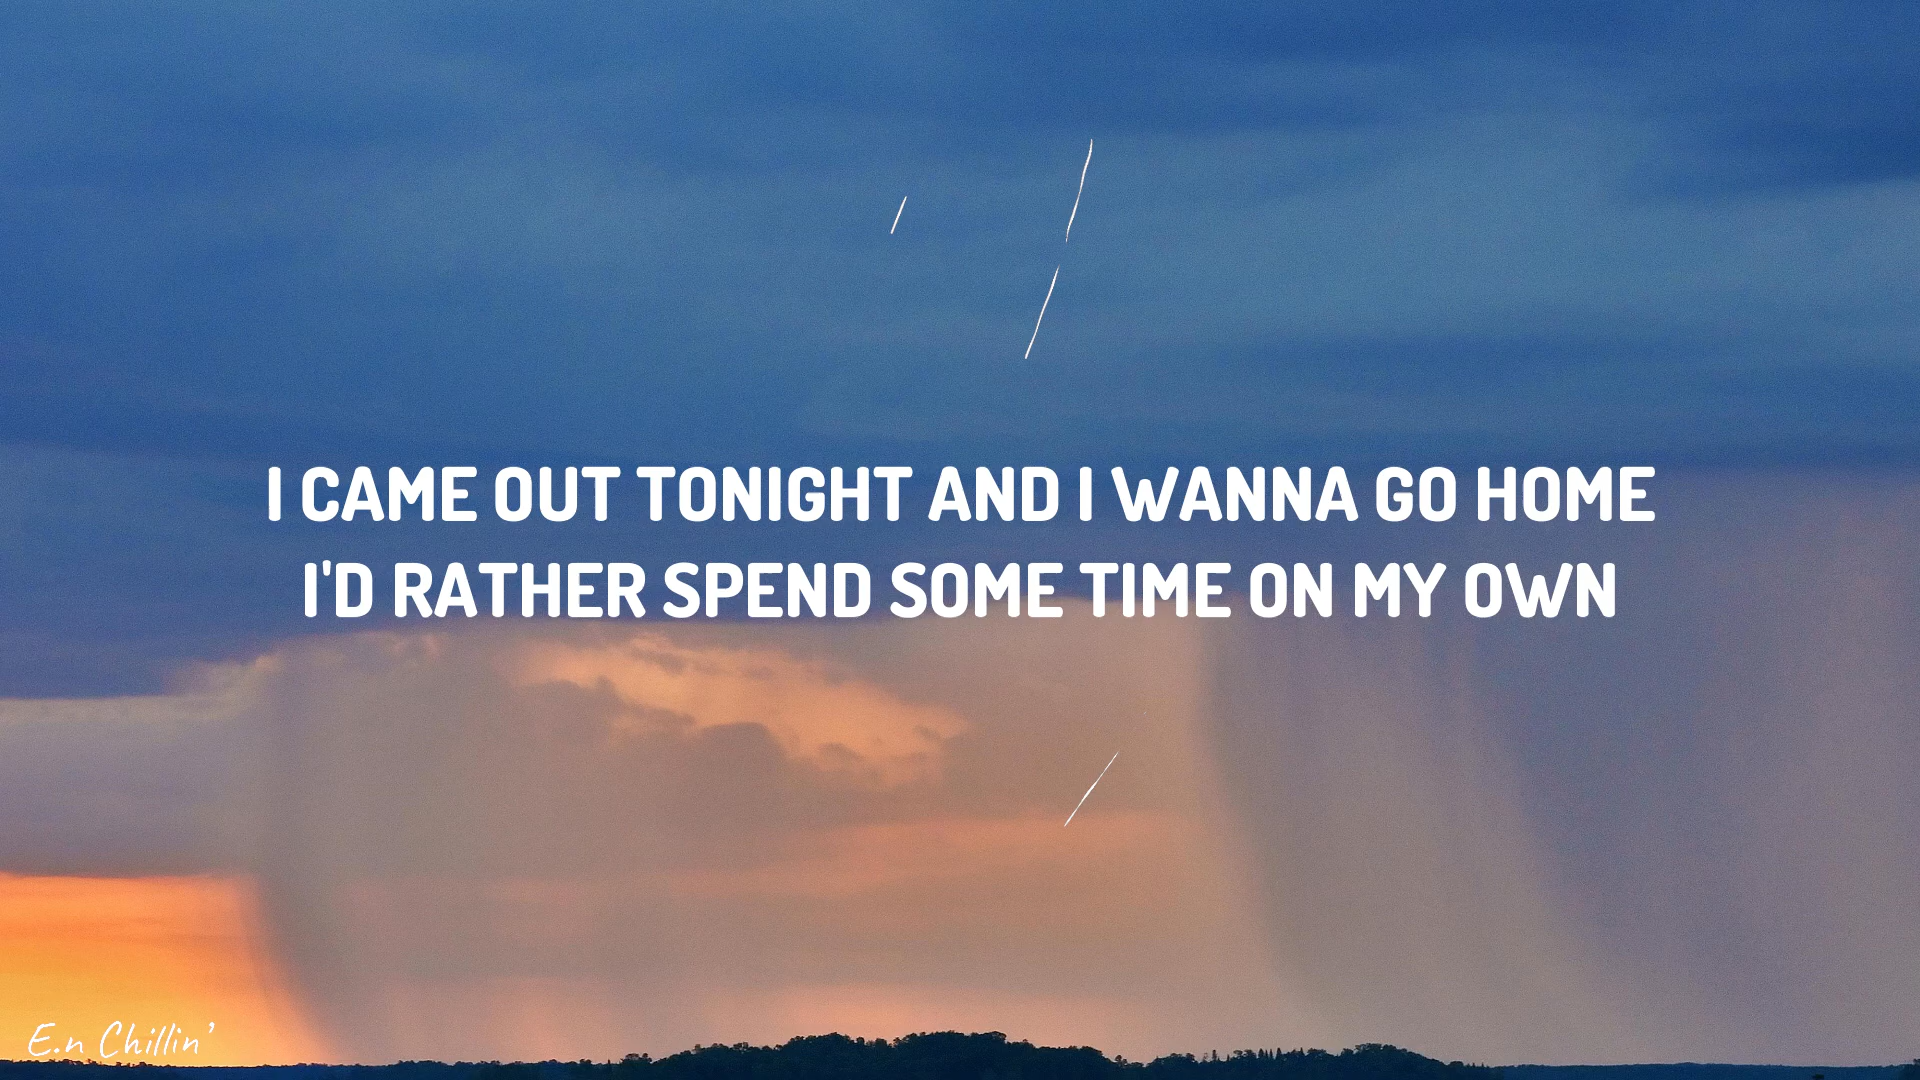 I CAME OUT TONIGHT AND I WANNA GO HOME
I'D RATHER SPEND SOME TIME ON MY OWN
E.n Chillin'